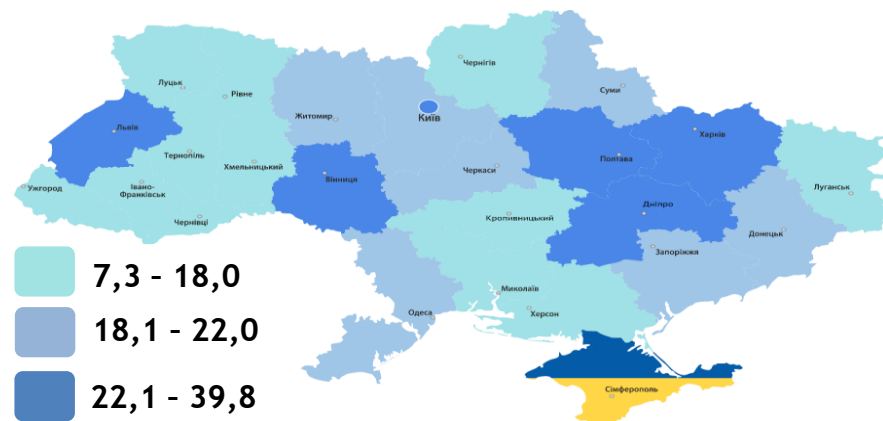 Чернігів
Луцьк
Рівне
Суми
Житомир
Київ
Львів
Харків
Тернопіль
Хмельницький
Черкаси
Полтава
Вінниця
Ужгород
Івано-
Франківськ
Луганськ
Чернівці
Кропивницький
Дніпро
Донецьк
Запоріжжя
7,3 – 18,0
Миколаїв
Одеса
Херсон
18,1 – 22,0
Сімферополь
22,1 – 39,8